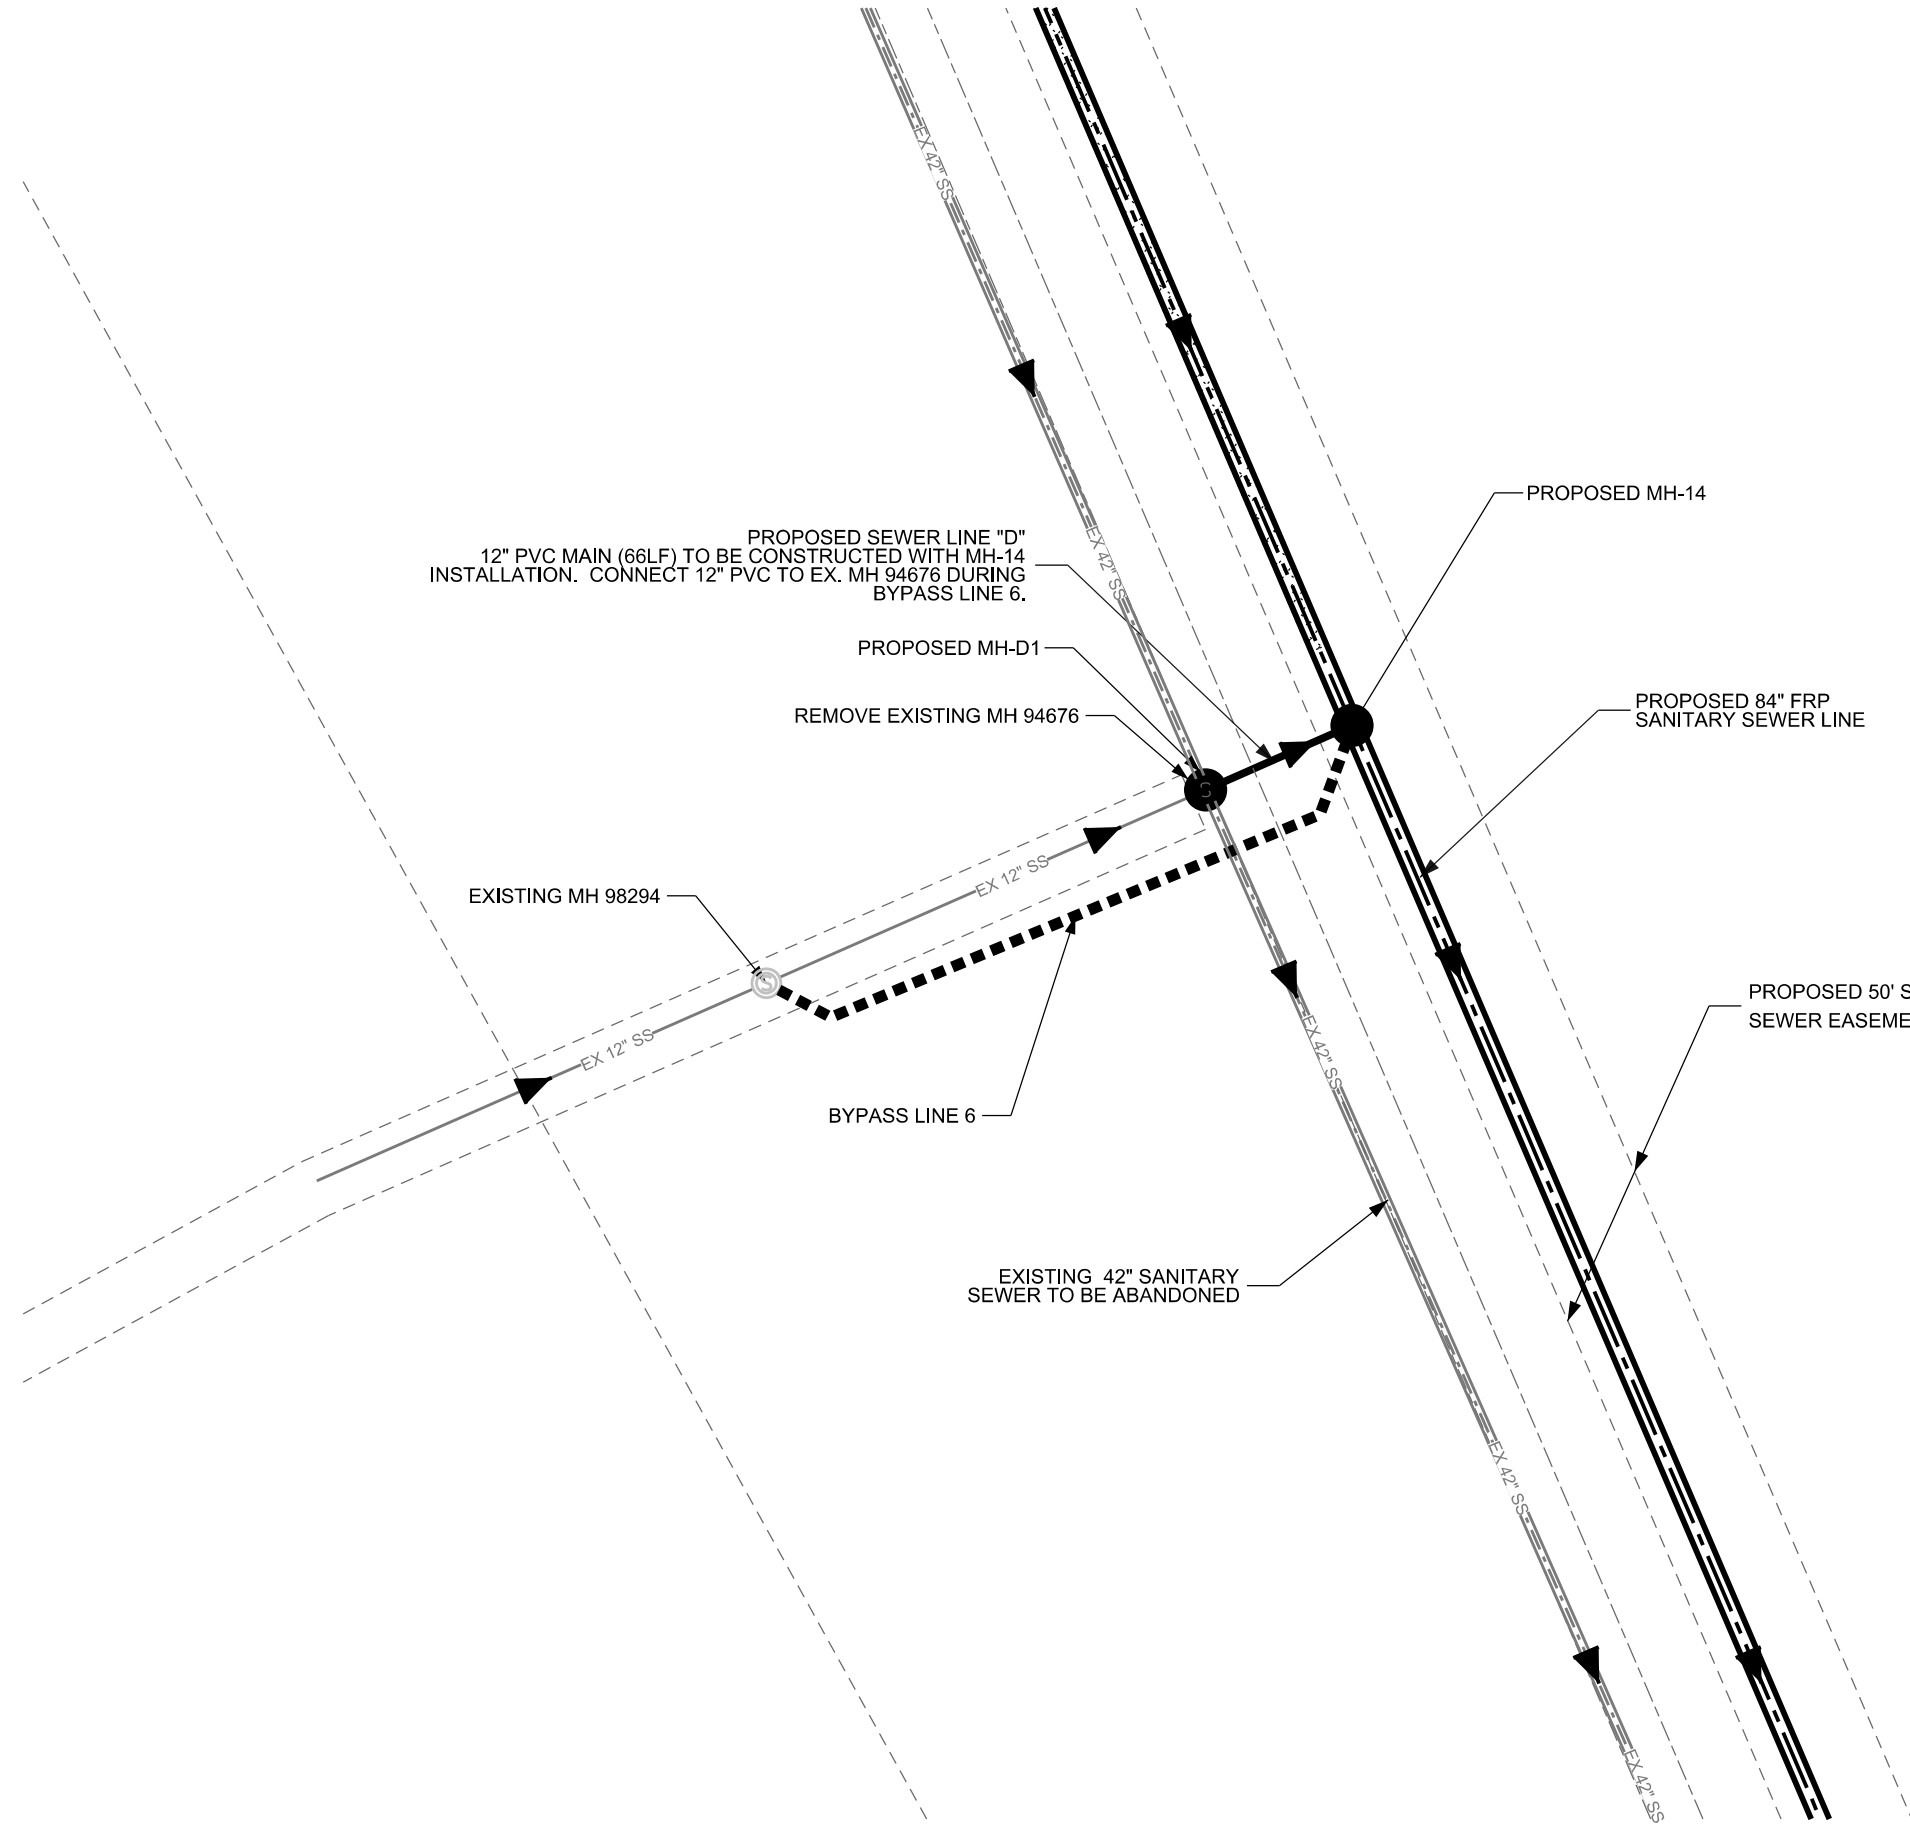 EX 42" SS
PROPOSED MH-14
PROPOSED SEWER LINE "D"
12" PVC MAIN (66LF) TO BE CONSTRUCTED WITH MH-14
INSTALLATION.  CONNECT 12" PVC TO EX. MH 94676 DURING
BYPASS LINE 6.
EX 42" SS
PROPOSED MH-D1
REMOVE EXISTING MH 94676
PROPOSED 84" FRP
SANITARY SEWER LINE
S
EX 12" SS
EXISTING MH 98294
S
PROPOSED 50' S
SEWER EASEME
EX 12" SS
EX 42" SS
BYPASS LINE 6
EXISTING  42" SANITARY
SEWER TO BE ABANDONED
EX 42" SS
EX 42" SS